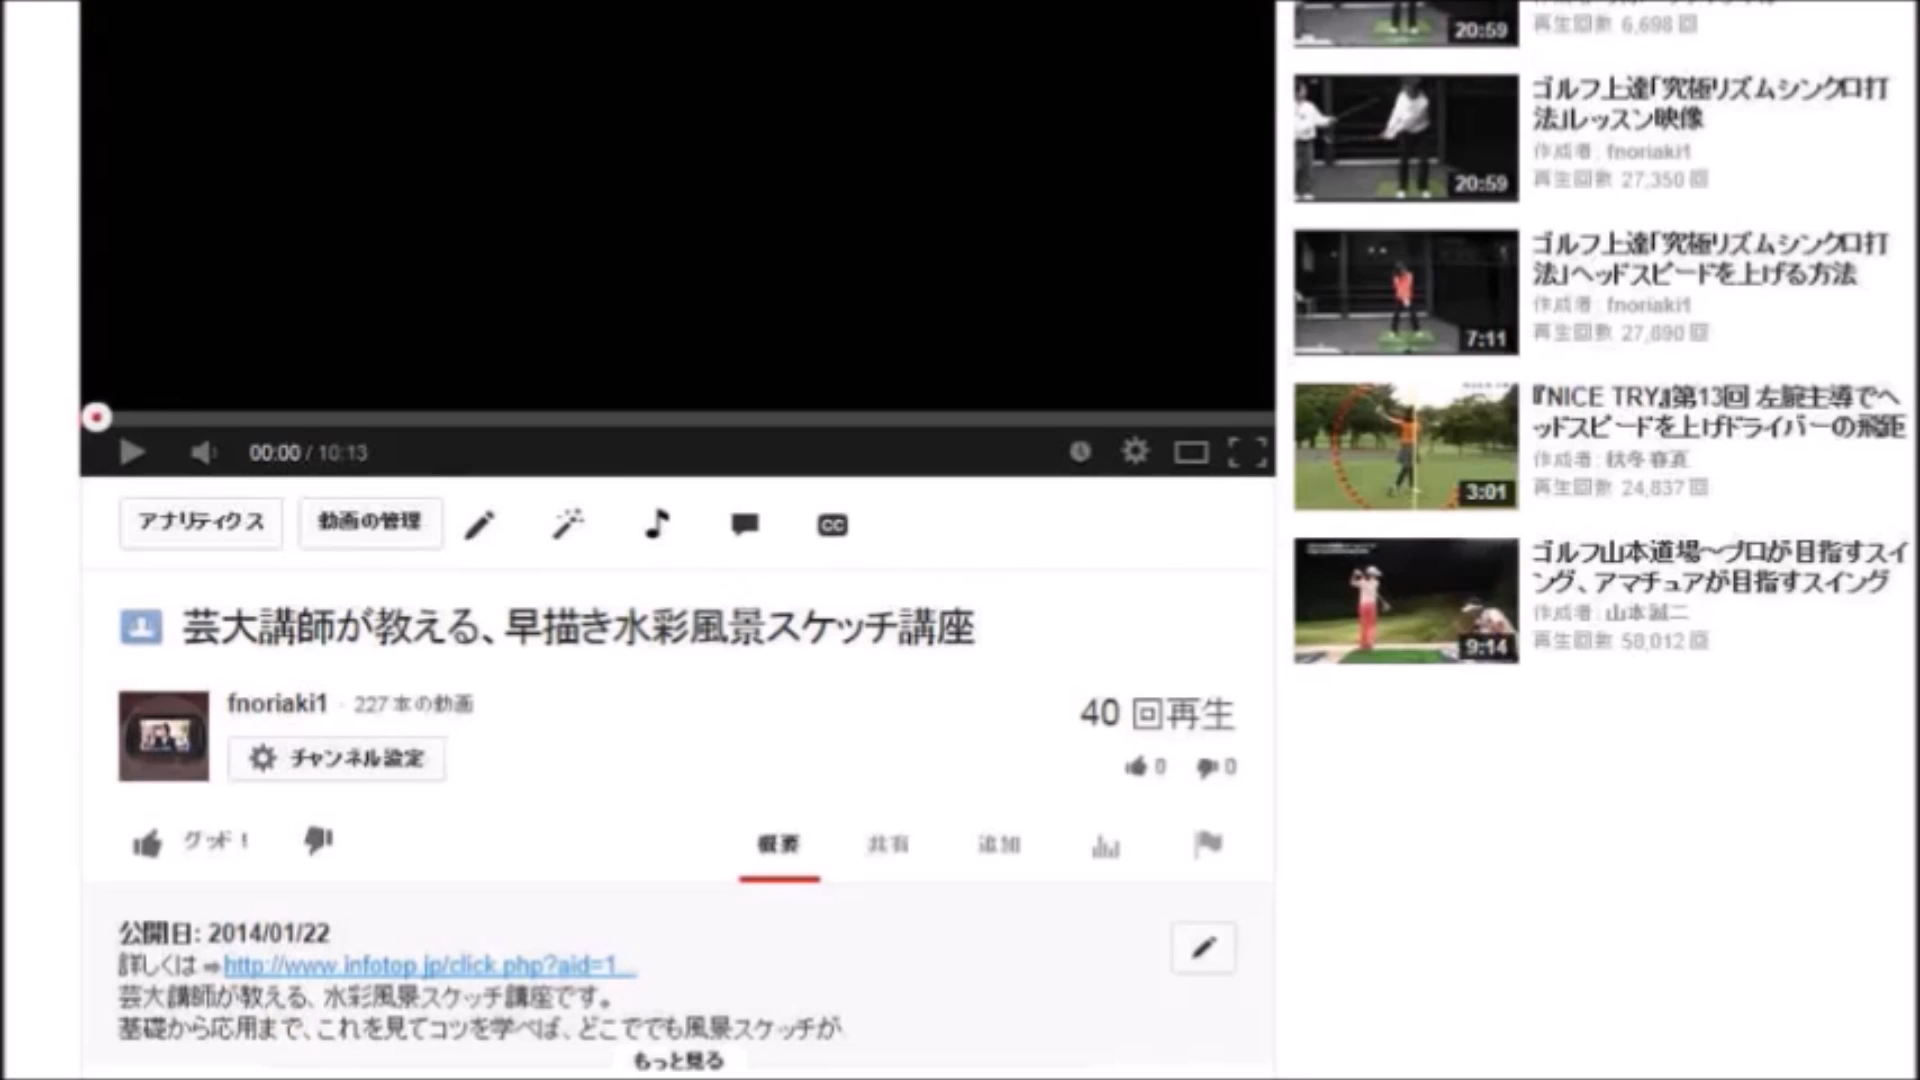 00:00 / 10:13
アナリティクス
動画の管理
CC
芸大講師が教える、早描き水彩風景スケッチ講座
fnoriaki1 · 227 本の動画
チャンネル設定
40 回再生
0
0
グッド!
概要
共有
追加
公開日: 2014/01/22
詳しくは⇒http://www.infotop.jp/click.php?aid=1...
芸大講師が教える、水彩風景スケッチ講座です。
基礎から応用まで、これを見てコツを学べば、どこででも風景スケッチが
もっと見る
20:59
再生回数 6,698 回
20:59
ゴルフ上達「究極リズムシンクロ打
法」レッスン映像
作成者: fnoriaki1
再生回数 27,350 回
7:11
ゴルフ上達「究極リズムシンクロ打
法」ヘッドスピードを上げる方法
作成者: fnoriaki1
再生回数 27,890 回
3:01
『NICE TRY』第13回 左腕主導でヘ
ッドスピードを上げドライバーの飛距
作成者: 秋冬春夏
再生回数 24,837 回
9:14
ゴルフ山本道場〜プロが目指すスイ
ング、アマチュアが目指すスイング
作成者: 山本誠二
再生回数 58,012 回